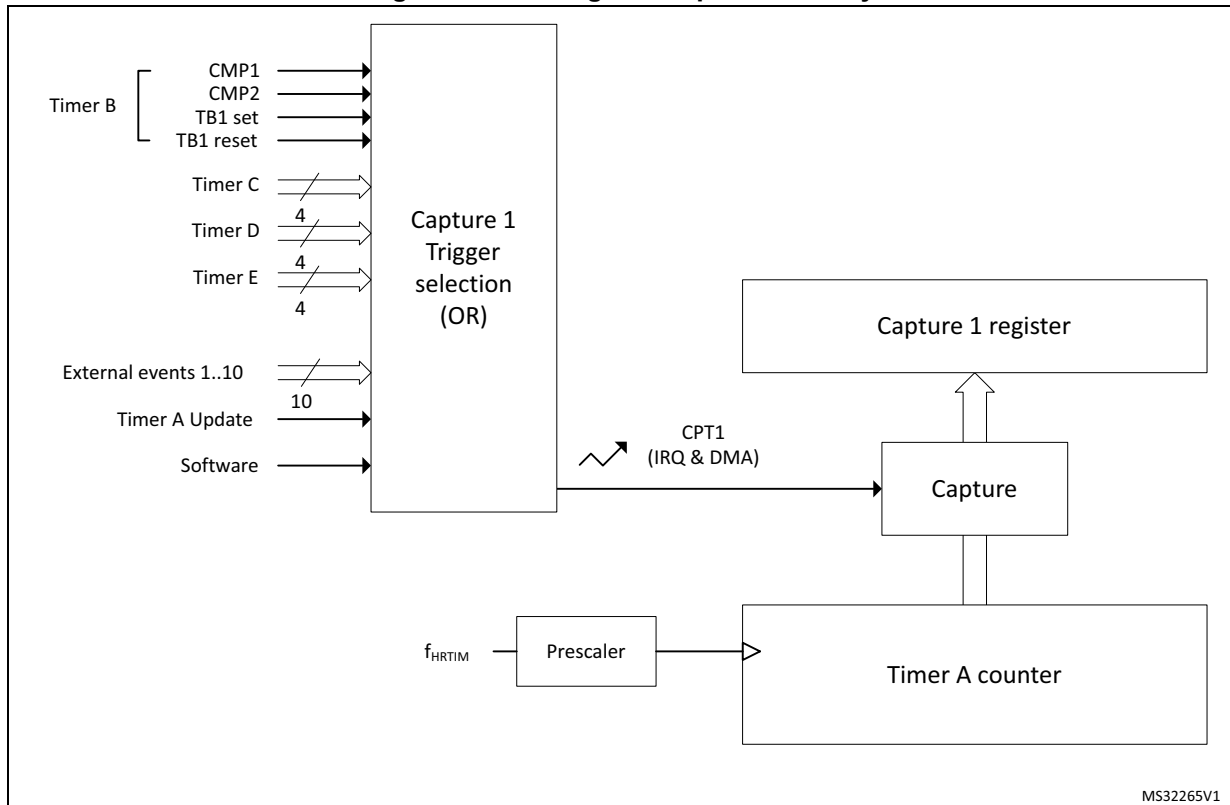 CMP1
CMP2
Timer B
TB1 set
TB1 reset
Timer C
4
Timer D
4
Timer E
4
Capture 1
Trigger
selection
(OR)
External events 1..10
10
Timer A Update
Software
CPT1
(IRQ & DMA)
Capture 1 register
Capture
fHRTIM
Prescaler
Timer A counter
MS32265V1